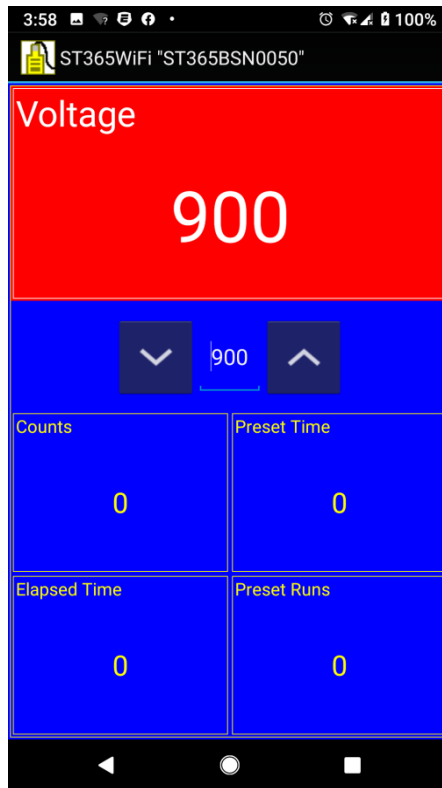 3:58 100%
ST365WiFi "ST365BSN0050"
Voltage
900
900
Counts Preset Time
0 0
Elapsed Time Preset Runs
0 0